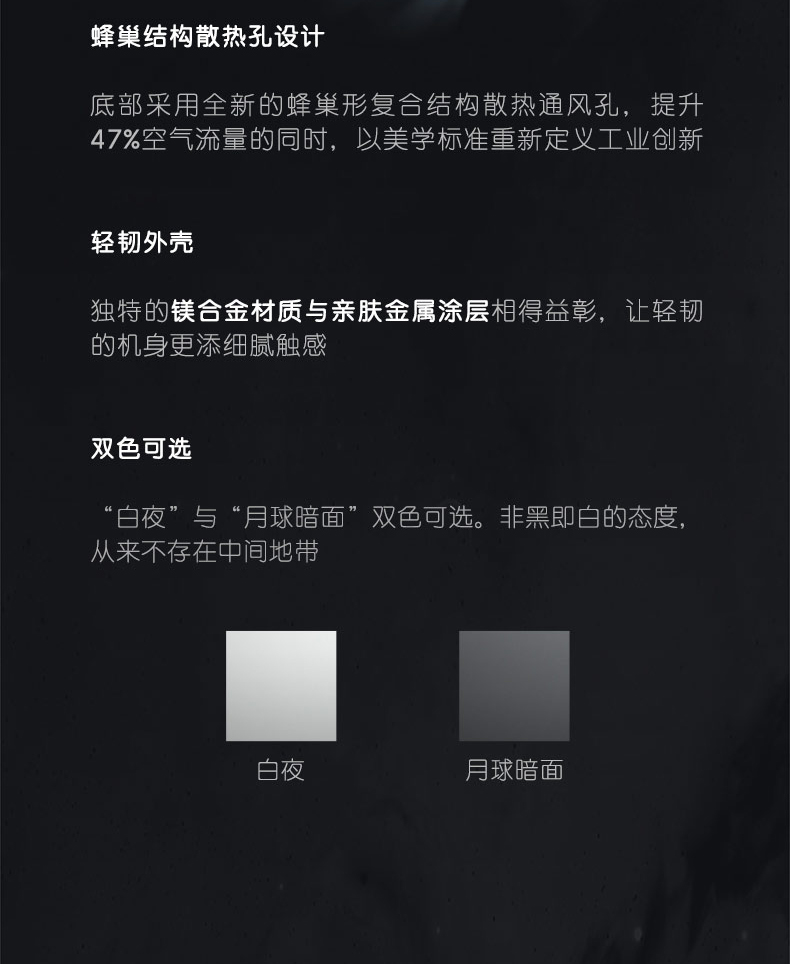 蜂巢结构散热孔设计
底部采用全新的蜂巢形复合结构散热通风孔，提升
47%空气流量的同时，以美学标准重新定义工业创新
轻韧外壳
独特的镁合金材质与亲肤金属涂层相得益彰，让轻韧
的机身更添细腻触感
双色可选
“白夜”与“月球暗面”双色可选。非黑即白的态度，
从来不存在中间地带
白夜
月球暗面